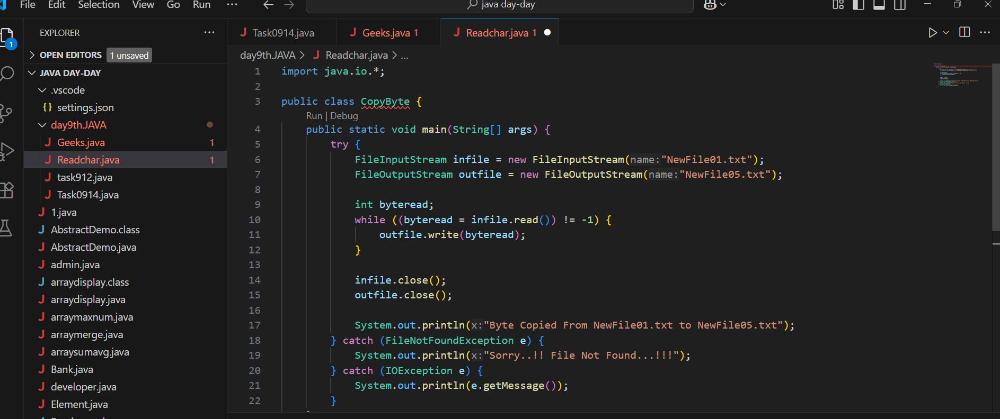 File Edit Selection View Go Run ··· java day-day
EXPLORER ···
OPEN EDITORS 1 unsaved
JAVA DAY-DAY
.vscode
{} settings.json
day9th.JAVA
Geeks.java 1
Readchar.java 1
task912.java
Task0914.java
1.java
AbstractDemo.class
AbstractDemo.java
admin.java
arraydisplay.class
arraydisplay.java
arraymaxnum.java
arraymerge.java
arraysumavg.java
Bank.java
developer.java
Element.java
1
Task0914.java Geeks.java 1 Readchar.java 1
day9th.JAVA > Readchar.java > ...
1 import java.io.*;
2
3 public class CopyByte {
Run | Debug
4 public static void main(String[] args) {
5 try {
6 FileInputStream infile = new FileInputStream(name:"NewFile01.txt");
7 FileOutputStream outfile = new FileOutputStream(name:"NewFile05.txt");
8
9 int byteread;
10 while ((byteread = infile.read()) != -1) {
11 outfile.write(byteread);
12 }
13
14 infile.close();
15 outfile.close();
16
17 System.out.println(x:"Byte Copied From NewFile01.txt to NewFile05.txt");
18 } catch (FileNotFoundException e) {
19 System.out.println(x:"Sorry..!! File Not Found...!!!");
20 } catch (IOException e) {
21 System.out.println(e.getMessage());
22 }